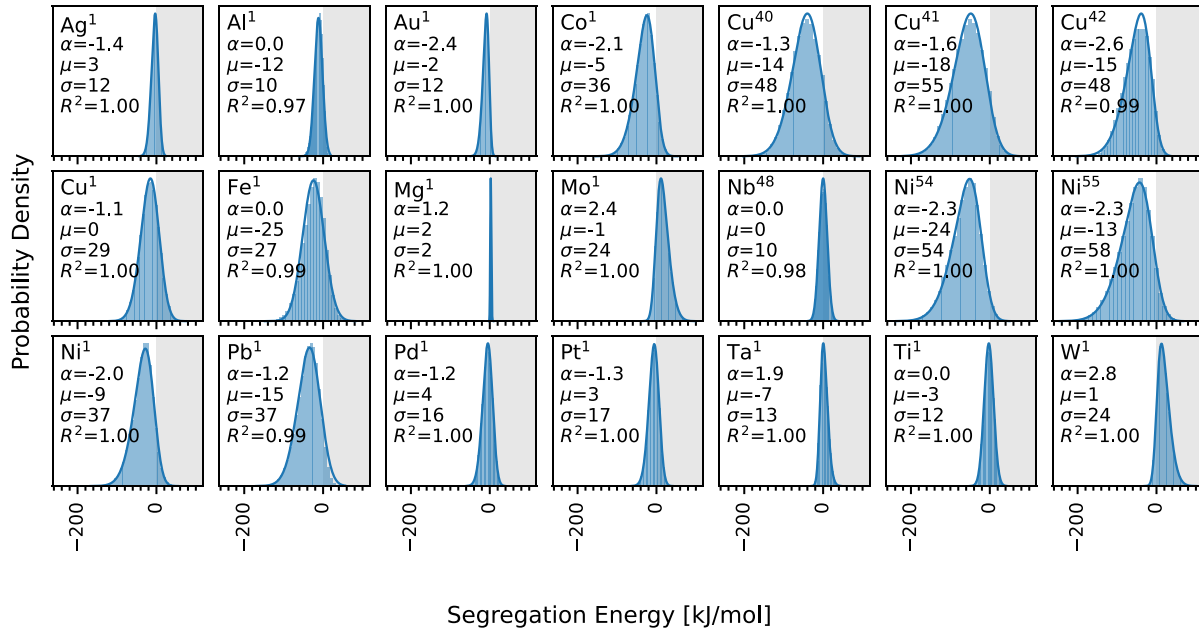 Ag¹
α=-1.4
μ=3
σ=12
R²=1.00
Al¹
α=0.0
μ=-12
σ=10
R²=0.97
Au¹
α=-2.4
μ=-2
σ=12
R²=1.00
Co¹
α=-2.1
μ=-5
σ=36
R²=1.00
Cu⁴⁰
α=-1.3
μ=-14
σ=48
R²=1.00
Cu⁴¹
α=-1.6
μ=-18
σ=55
R²=1.00
Cu⁴²
α=-2.6
μ=-15
σ=48
R²=0.99
Cu¹
α=-1.1
μ=0
σ=29
R²=1.00
Fe¹
α=0.0
μ=-25
σ=27
R²=0.99
Mg¹
α=1.2
μ=2
σ=2
R²=1.00
Mo¹
α=2.4
μ=-1
σ=24
R²=1.00
Nb⁴⁸
α=0.0
μ=0
σ=10
R²=0.98
Ni⁵⁴
α=-2.3
μ=-24
σ=54
R²=1.00
Ni⁵⁵
α=-2.3
μ=-13
σ=58
R²=1.00
Ni¹
α=-2.0
μ=-9
σ=37
R²=1.00
Pb¹
α=-1.2
μ=-15
σ=37
R²=0.99
Pd¹
α=-1.2
μ=4
σ=16
R²=1.00
Pt¹
α=-1.3
μ=3
σ=17
R²=1.00
Ta¹
α=1.9
μ=-7
σ=13
R²=1.00
Ti¹
α=0.0
μ=-3
σ=12
R²=1.00
W¹
α=2.8
μ=1
σ=24
R²=1.00
Probability Density
−200
0
−200
0
−200
0
−200
0
−200
0
−200
0
−200
0
Segregation Energy [kJ/mol]